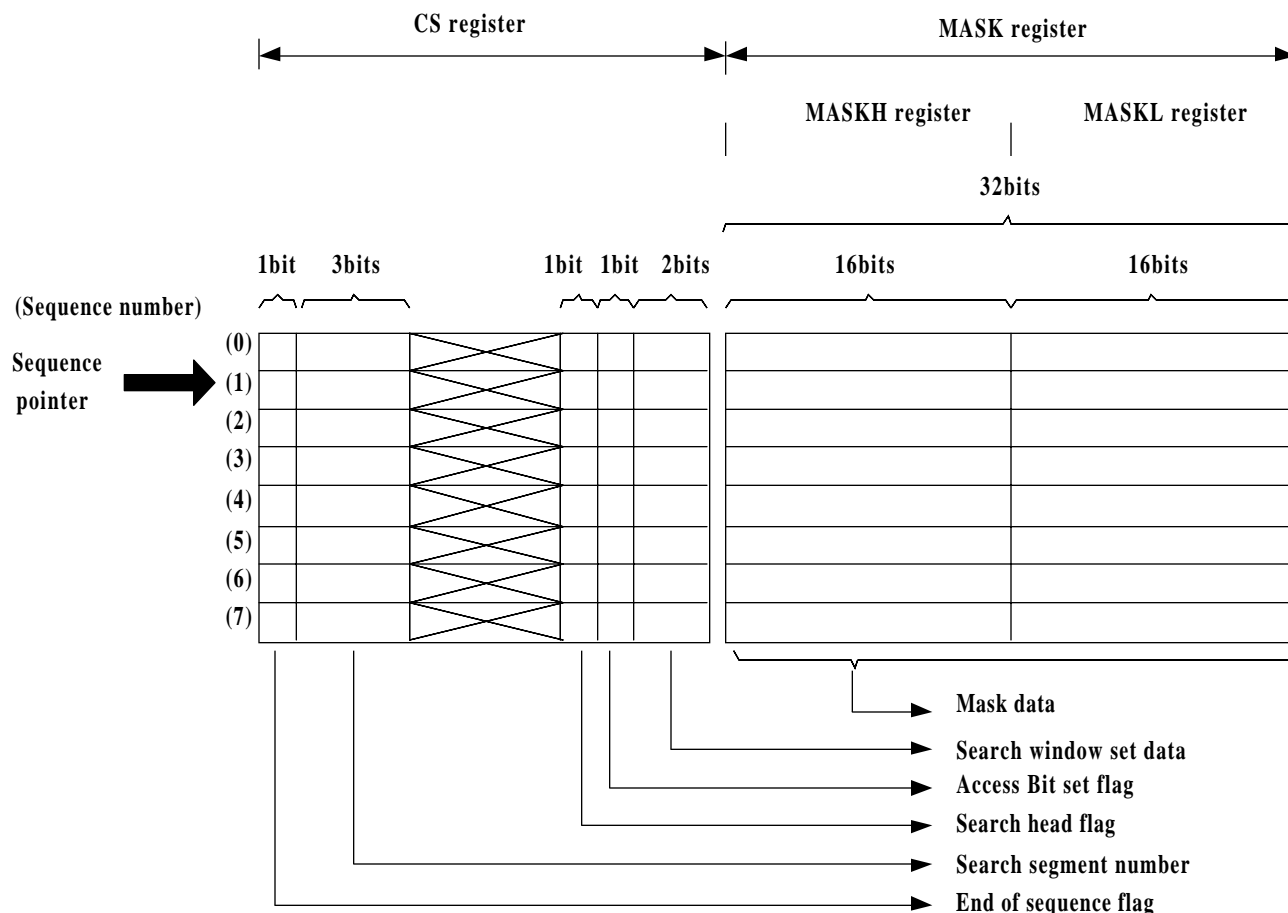 CS register
MASK register
MASKH register
MASKL register
32bits
1bit
3bits
1bit
1bit
2bits
16bits
16bits
(Sequence number)
Sequence
pointer
(0)
(1)
(2)
(3)
(4)
(5)
(6)
(7)
Mask data
Search window set data
Access Bit set flag
Search head flag
Search segment number
End of sequence flag